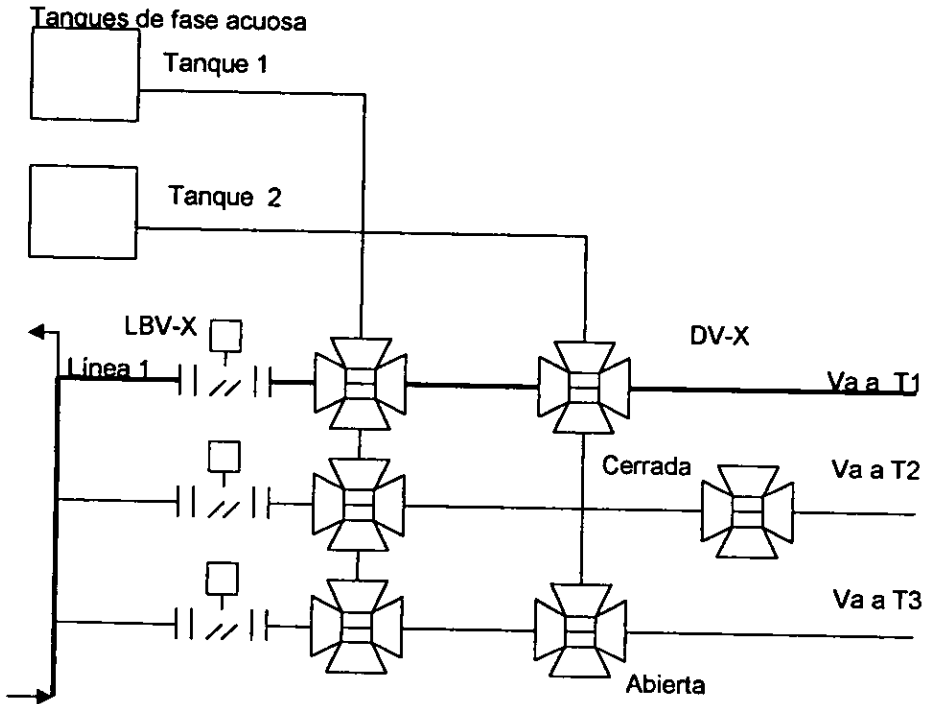 Tanques de fase acuosa
Tanque 1
Tanque 2
LBV-X
DV-X
Línea 1
Va a T1
Cerrada
Va a T2
Va a T3
Abierta